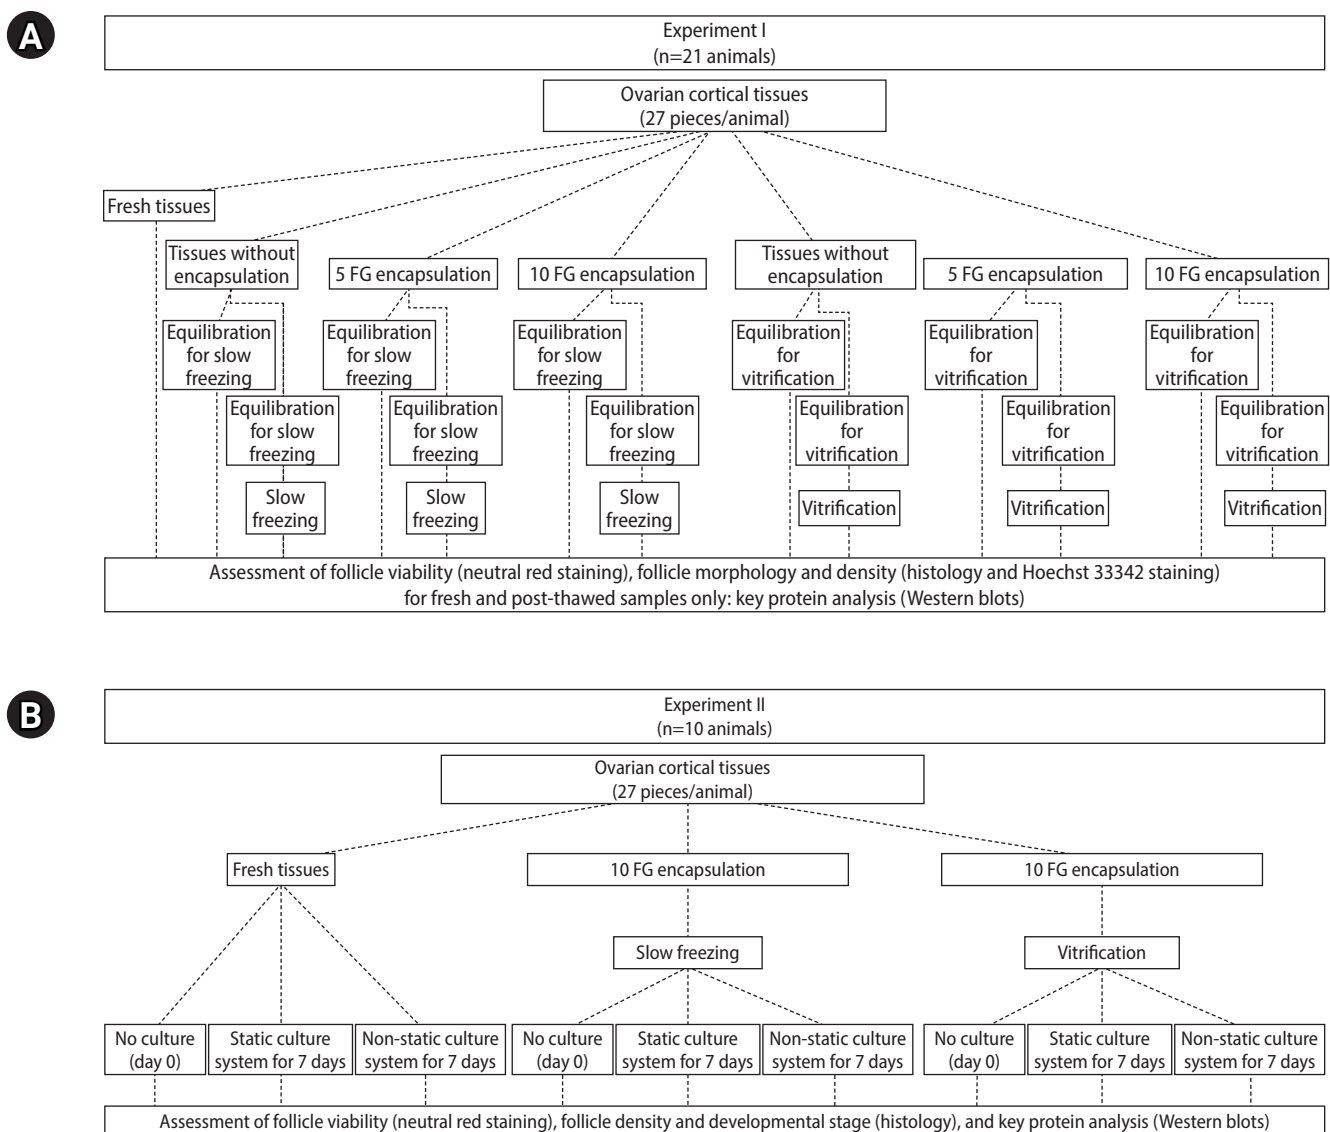 A
Experiment I
(n=21 animals)
Ovarian cortical tissues
(27 pieces/animal)
Fresh tissues
Tissues without
encapsulation
5 FG encapsulation
10 FG encapsulation
Tissues without
encapsulation
5 FG encapsulation
10 FG encapsulation
Equilibration
for slow
freezing
Equilibration
for slow
freezing
Equilibration
for slow
freezing
Equilibration
for
vitrification
Equilibration
for
vitrification
Equilibration
for
vitrification
Equilibration
for slow
freezing
Equilibration
for slow
freezing
Equilibration
for slow
freezing
Equilibration
for
vitrification
Equilibration
for
vitrification
Equilibration
for
vitrification
Slow
freezing
Slow
freezing
Slow
freezing
Vitrification
Vitrification
Vitrification
Assessment of follicle viability (neutral red staining), follicle morphology and density (histology and Hoechst 33342 staining)
for fresh and post-thawed samples only: key protein analysis (Western blots)
B
Experiment II
(n=10 animals)
Ovarian cortical tissues
(27 pieces/animal)
Fresh tissues
10 FG encapsulation
10 FG encapsulation
Slow freezing
Vitrification
No culture
(day 0)
Static culture
system for 7 days
Non-static culture
system for 7 days
No culture
(day 0)
Static culture
system for 7 days
Non-static culture
system for 7 days
No culture
(day 0)
Static culture
system for 7 days
Non-static culture
system for 7 days
Assessment of follicle viability (neutral red staining), follicle density and developmental stage (histology), and key protein analysis (Western blots)